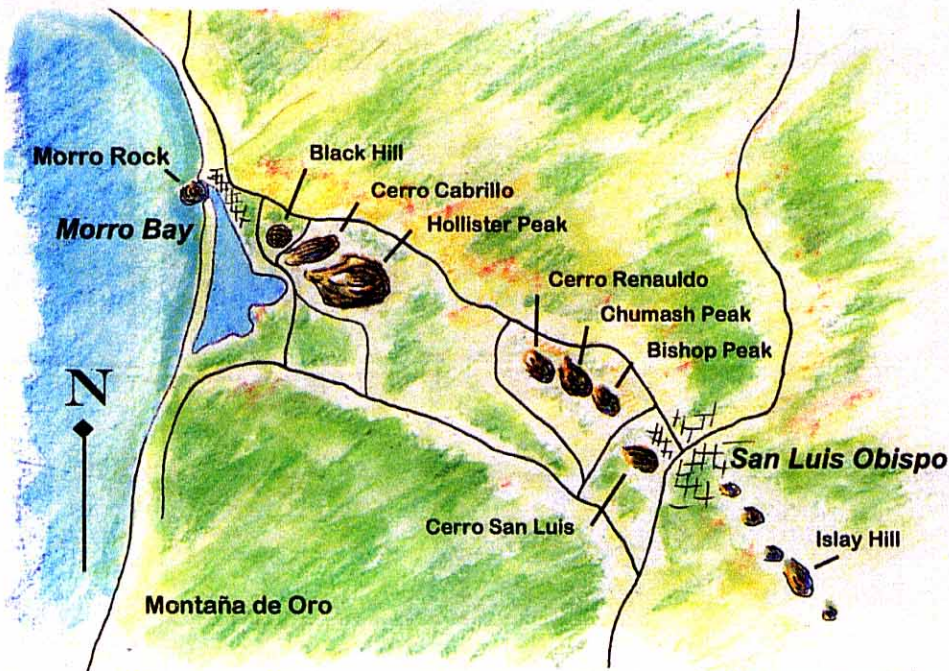 Morro Rock
Black Hill
Cerro Cabrillo
Morro Bay
Hollister Peak
Cerro Renauldo
Chumash Peak
Bishop Peak
N
San Luis Obispo
Cerro San Luis
Islay Hill
Montaña de Oro